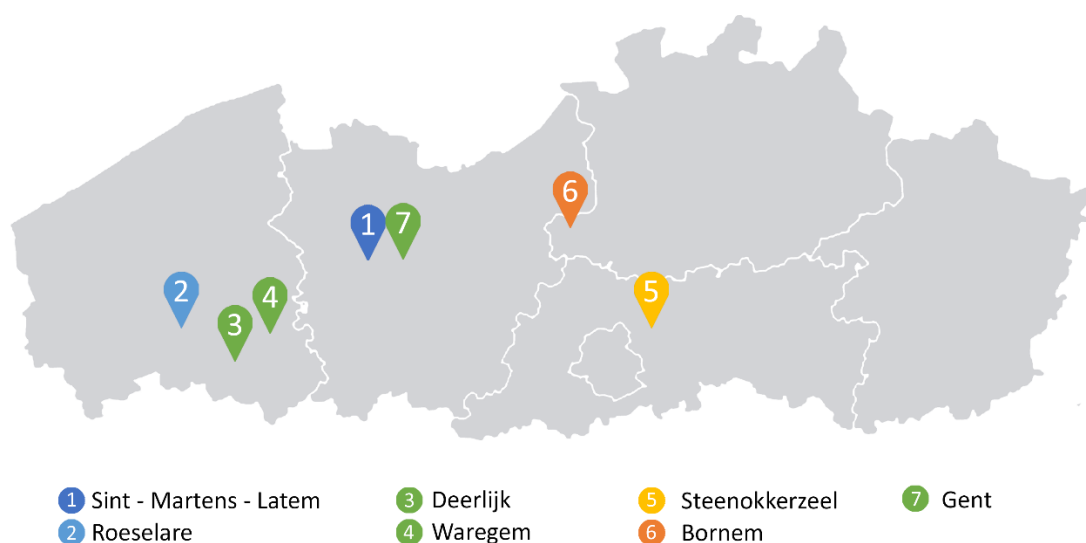 6
1 7
2
4
5
3
1 Sint - Martens - Latem
2 Roeselare
3 Deerlijk
4 Waregem
5 Steenokkerzeel
6 Bornem
7 Gent